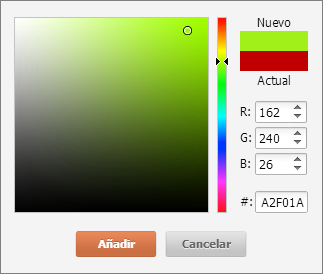 Nuevo
Actual
R: 162
G: 240
B: 26
#: A2F01A
Añadir
Cancelar